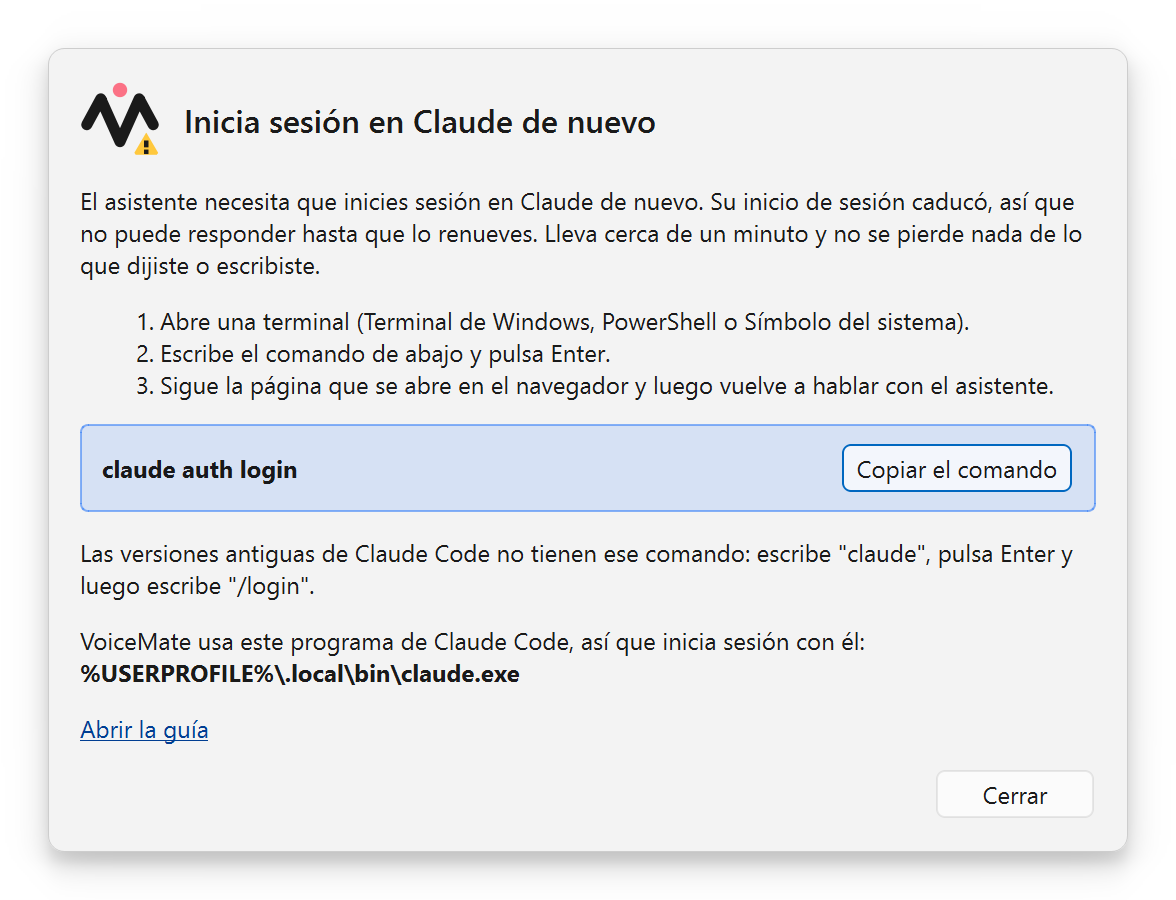 Inicia sesión en Claude de nuevo
El asistente necesita que inicies sesión en Claude de nuevo. Su inicio de sesión caducó, así que
no puede responder hasta que lo renueves. Lleva cerca de un minuto y no se pierde nada de lo
que dijiste o escribiste.
1. Abre una terminal (Terminal de Windows, PowerShell o Símbolo del sistema).
2. Escribe el comando de abajo y pulsa Enter.
3. Sigue la página que se abre en el navegador y luego vuelve a hablar con el asistente.
claude auth login
Copiar el comando
Las versiones antiguas de Claude Code no tienen ese comando: escribe "claude", pulsa Enter y
luego escribe "/login".
VoiceMate usa este programa de Claude Code, así que inicia sesión con él:
%USERPROFILE%\.local\bin\claude.exe
Abrir la guía
Cerrar